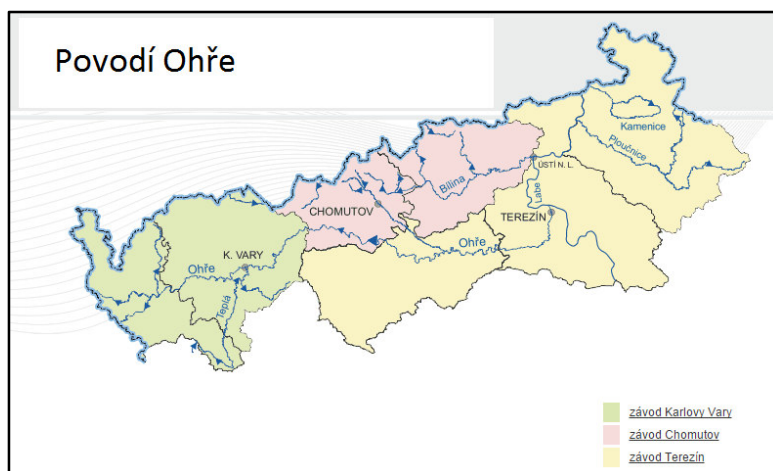 Povodí Ohře
Kamenice
Ploučnice
ÚSTÍ N. L.
Bílina
Labe
CHOMUTOV
TEREZÍN
Ohře
K. VARY
Ohře
Teplá
závod Karlovy Vary
závod Chomutov
závod Terezín